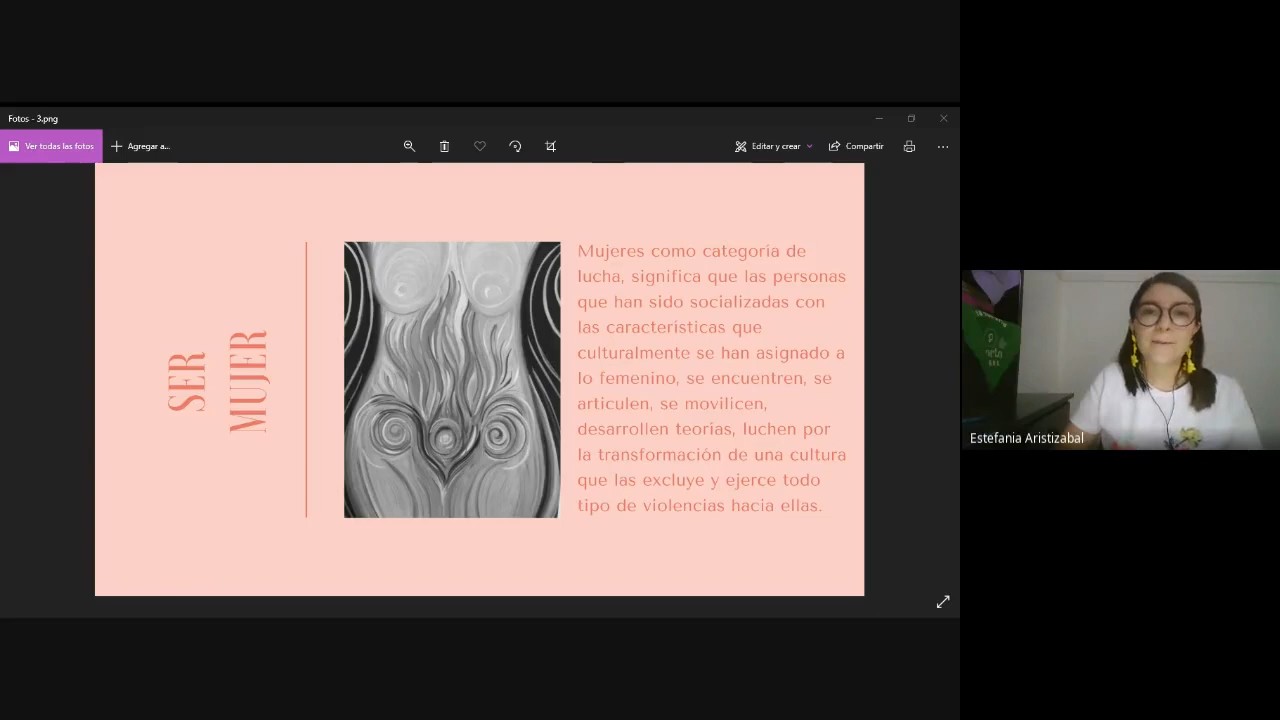 Fotos - 3.png
Ver todas las fotos
Agregar a...
Editar y crear
Compartir
SER
MUJER
Mujeres como categoría de
lucha, significa que las personas
que han sido socializadas con
las características que
culturalmente se han asignado a
lo femenino, se encuentren, se
articulen, se movilicen,
desarrollen teorías, luchen por
la transformación de una cultura
que las excluye y ejerce todo
tipo de violencias hacia ellas.
Estefania Aristizabal